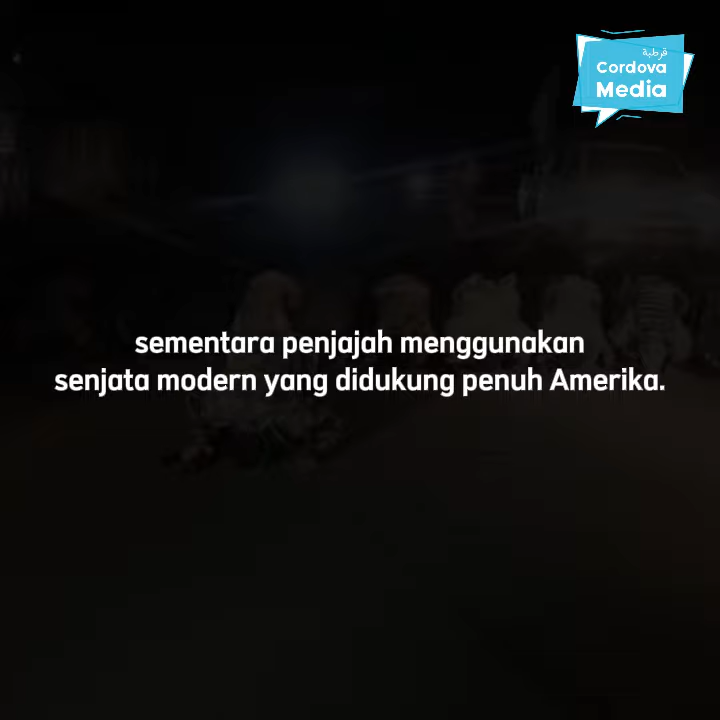 قرطبة
Cordova
Media
sementara penjajah menggunakan
senjata modern yang didukung penuh Amerika.